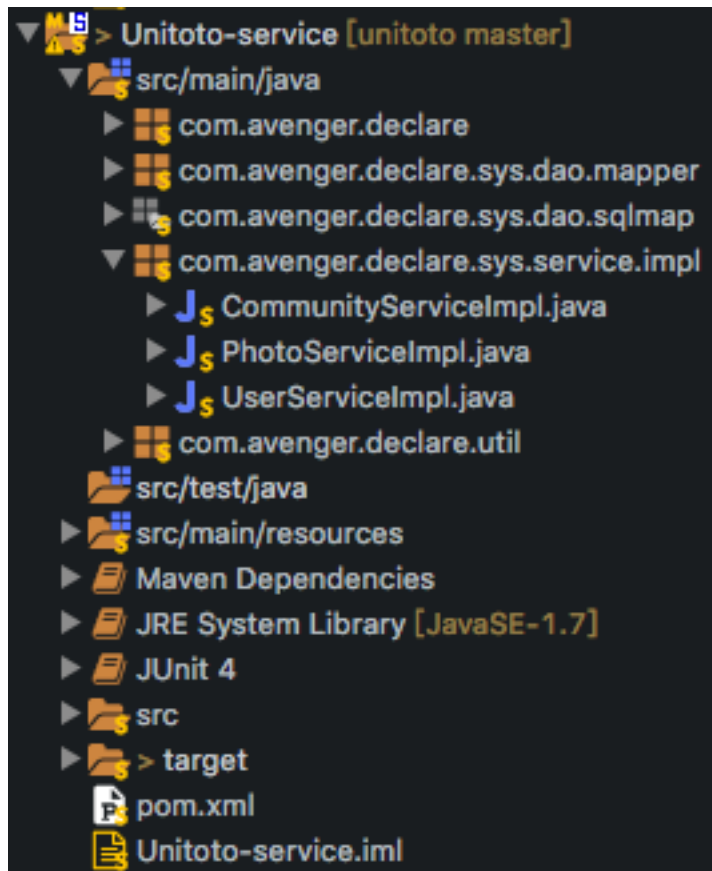 > Unitoto-service [unitoto master]
src/main/java
com.avenger.declare
com.avenger.declare.sys.dao.mapper
com.avenger.declare.sys.dao.sqlmap
com.avenger.declare.sys.service.impl
CommunityServiceImpl.java
PhotoServiceImpl.java
UserServiceImpl.java
com.avenger.declare.util
src/test/java
src/main/resources
Maven Dependencies
JRE System Library [JavaSE-1.7]
JUnit 4
src
> target
pom.xml
Unitoto-service.iml